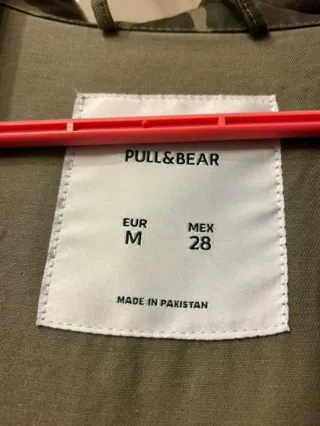 PULL&BEAR
EUR MEX
M 28
MADE IN PAKISTAN